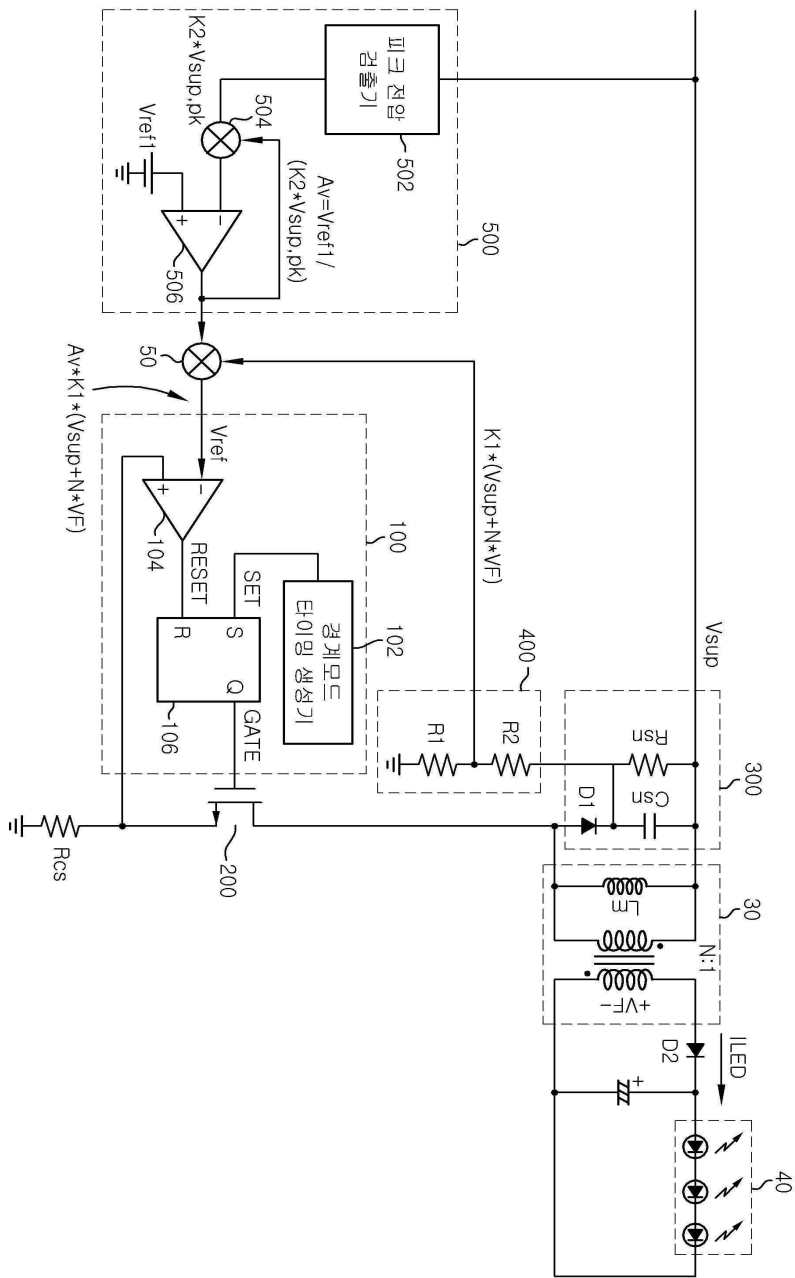 Vsup
300
Rsn
Csn
D1
30
N:1
Lm
+VF-
D2
ILED
+
40
피크 전압
검출기
502
K2*Vsup,pk
504
Vref1
Av=Vref1/
(K2*Vsup,pk)
-
+
506
500
50
K1*(Vsup+N*VF)
Av*K1*(Vsup+N*VF)
400
R2
R1
Vref
-
+
104
100
RESET
SET
경계모드
타이밍 생성기
102
S
R
Q
106
GATE
200
Rcs